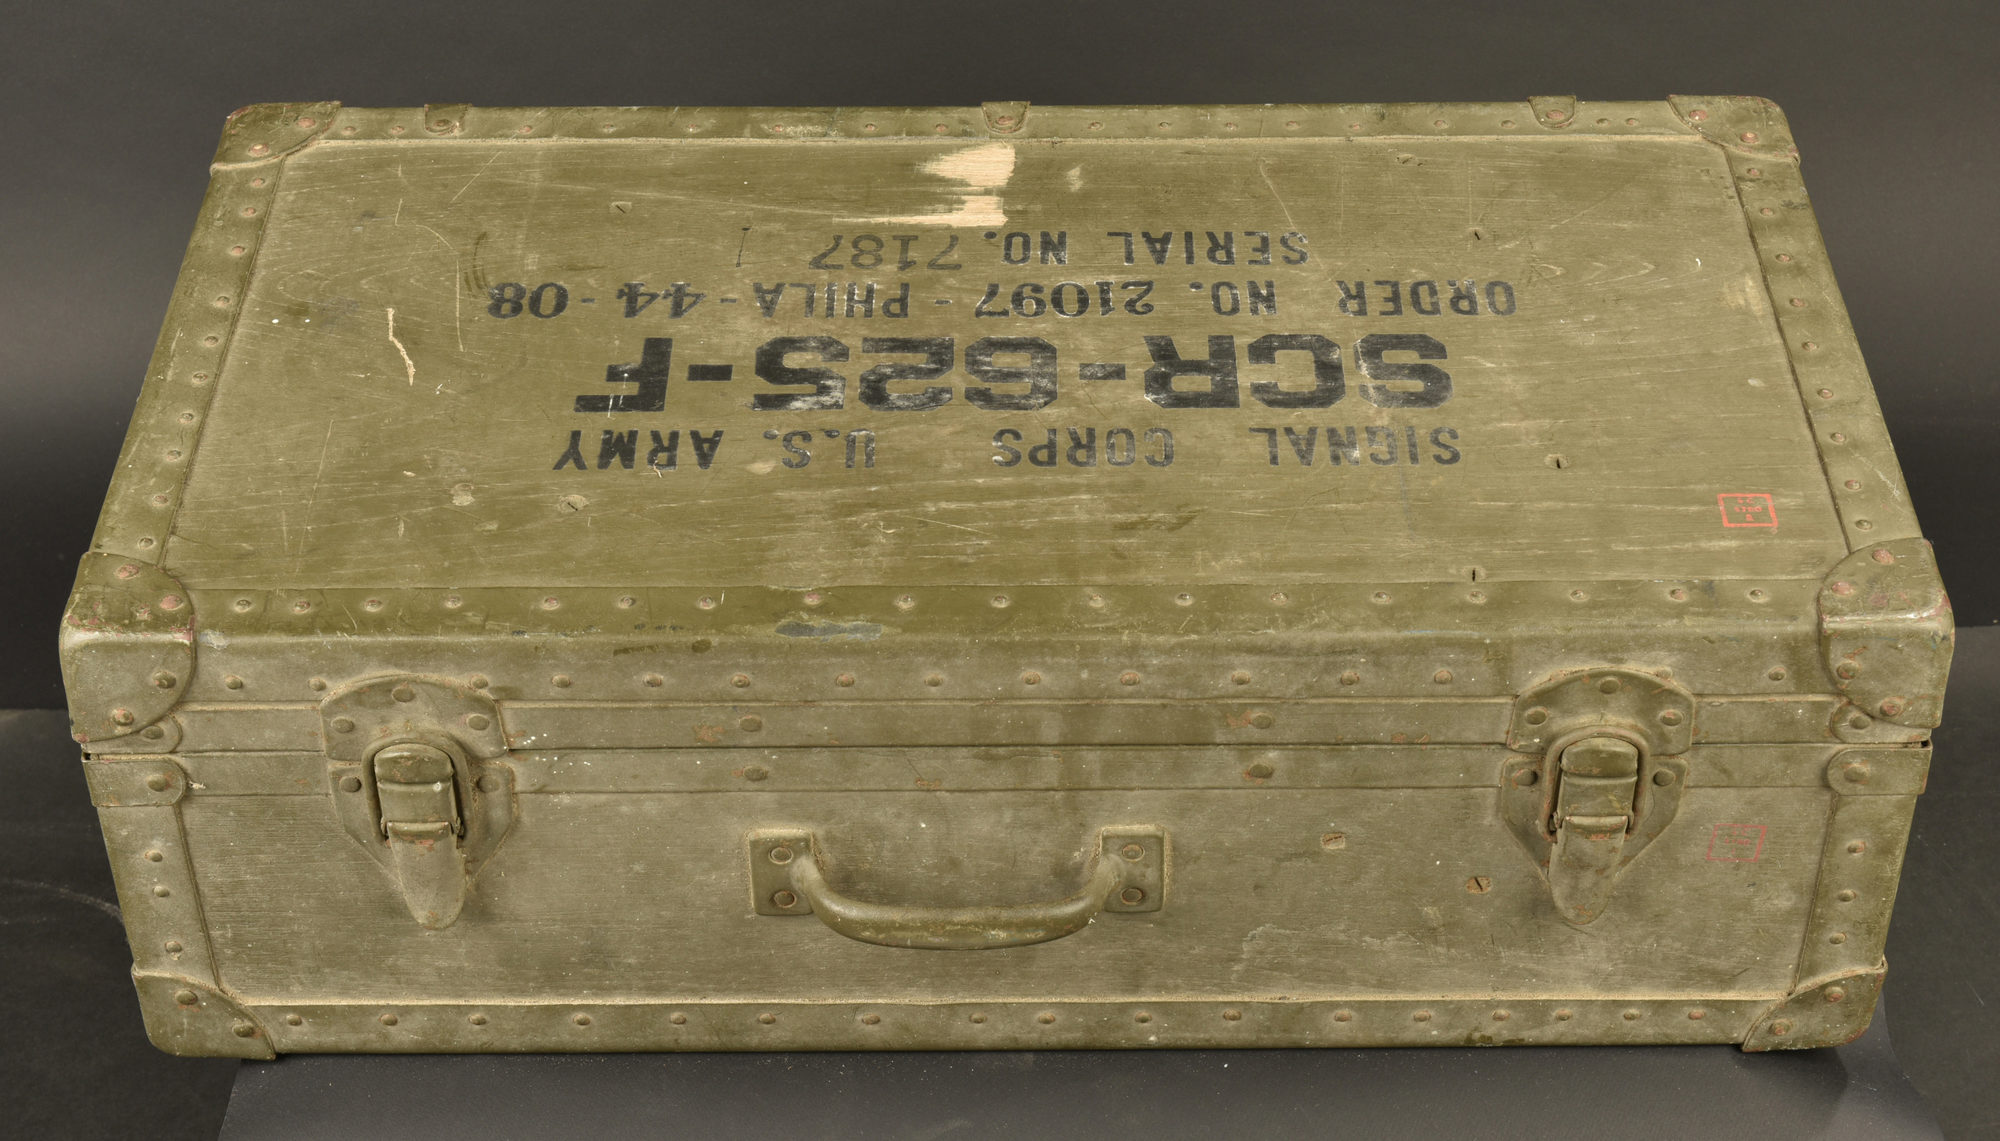 SIGNAL CORPS U.S. ARMY
SCR-625-F
ORDER NO. 21097-PHILA-44-08
SERIAL NO. 7187